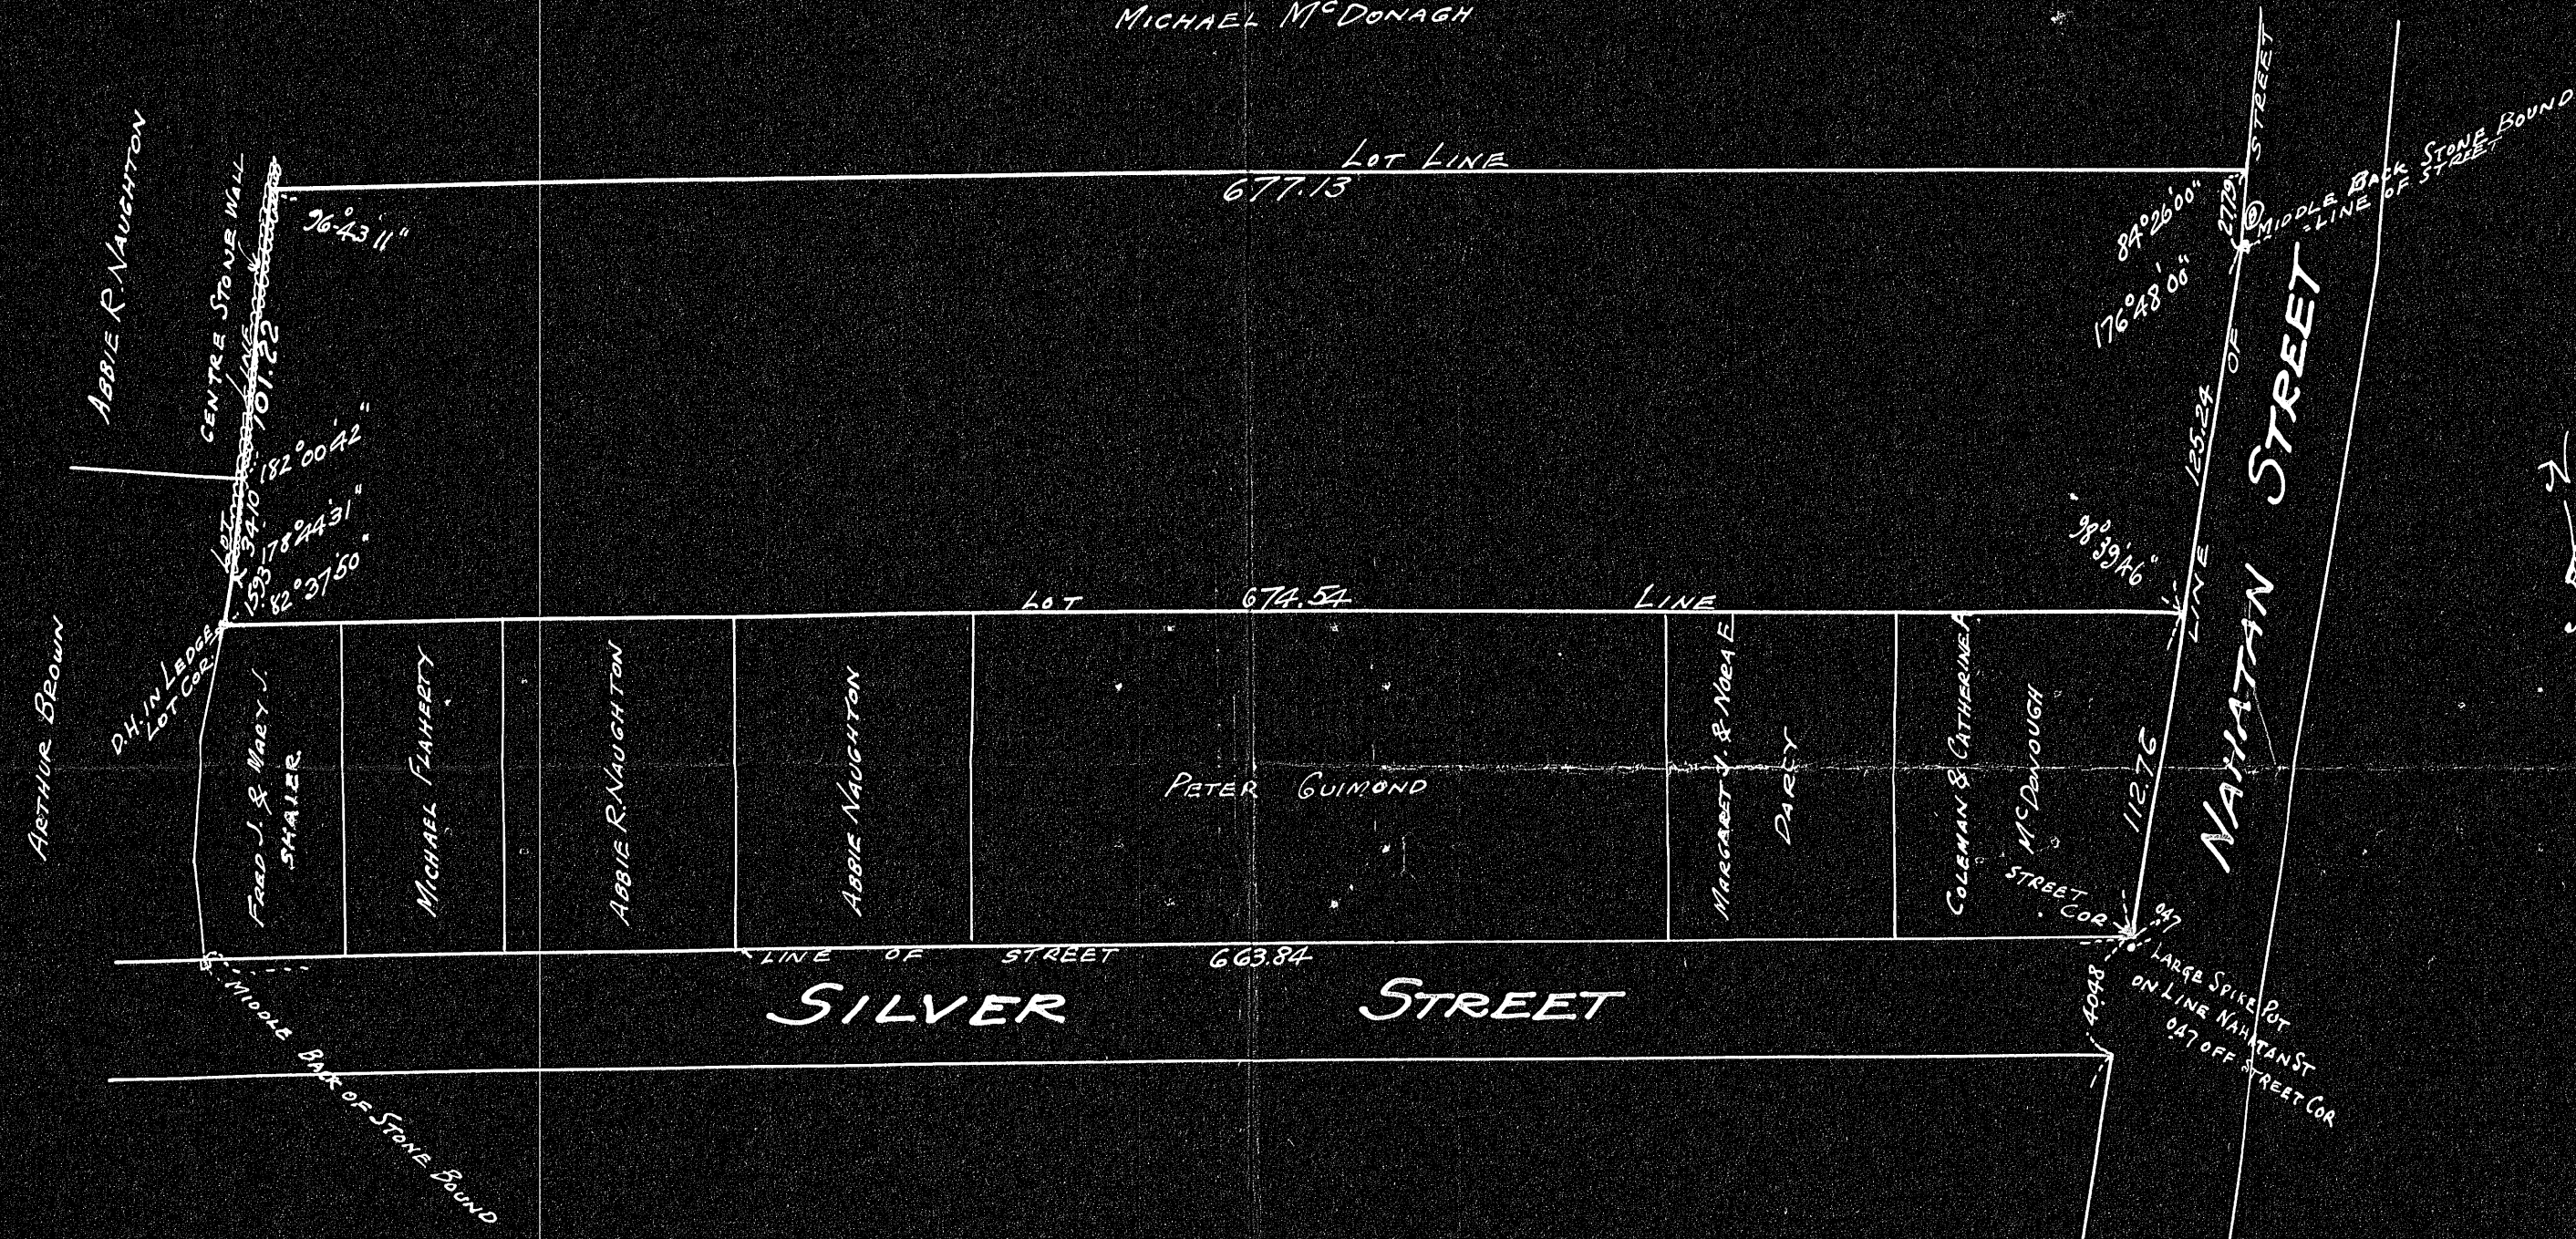 MICHAEL McDONAGH
LOT LINE
677.13
STREET
27.79
MIDDLE BACK STONE BOUND
=LINE OF STREET
84°26'00"
176°48'00"
96°43'11"
ABBIE R. NAUGHTON
CENTRE STONE WALL
LOT LINE
101.22
182°00'42"
34.10
178°44'31"
15.93
82°37'50"
OF
125.24
98°39'46"
LINE
NAHATAN STREET
LOT 674.54 LINE
D.H. IN LEDGE
LOT COR.
ARTHUR BROWN
FRED J. & MARY J.
SHALER.
MICHAEL FLAHERTY
ABBIE R. NAUGHTON
ABBIE NAUGHTON
PETER GUIMOND
MARGARET J. & NORA E.
DARCY
COLEMAN & CATHERINE A.
McDONOUGH
112.76
STREET
COR
0.47
LINE OF STREET 663.84
SILVER STREET
40.48
LARGE SPIKE PUT
ON LINE NAHATAN ST
0.47 OFF STREET COR
MIDDLE BACK OF STONE BOUND